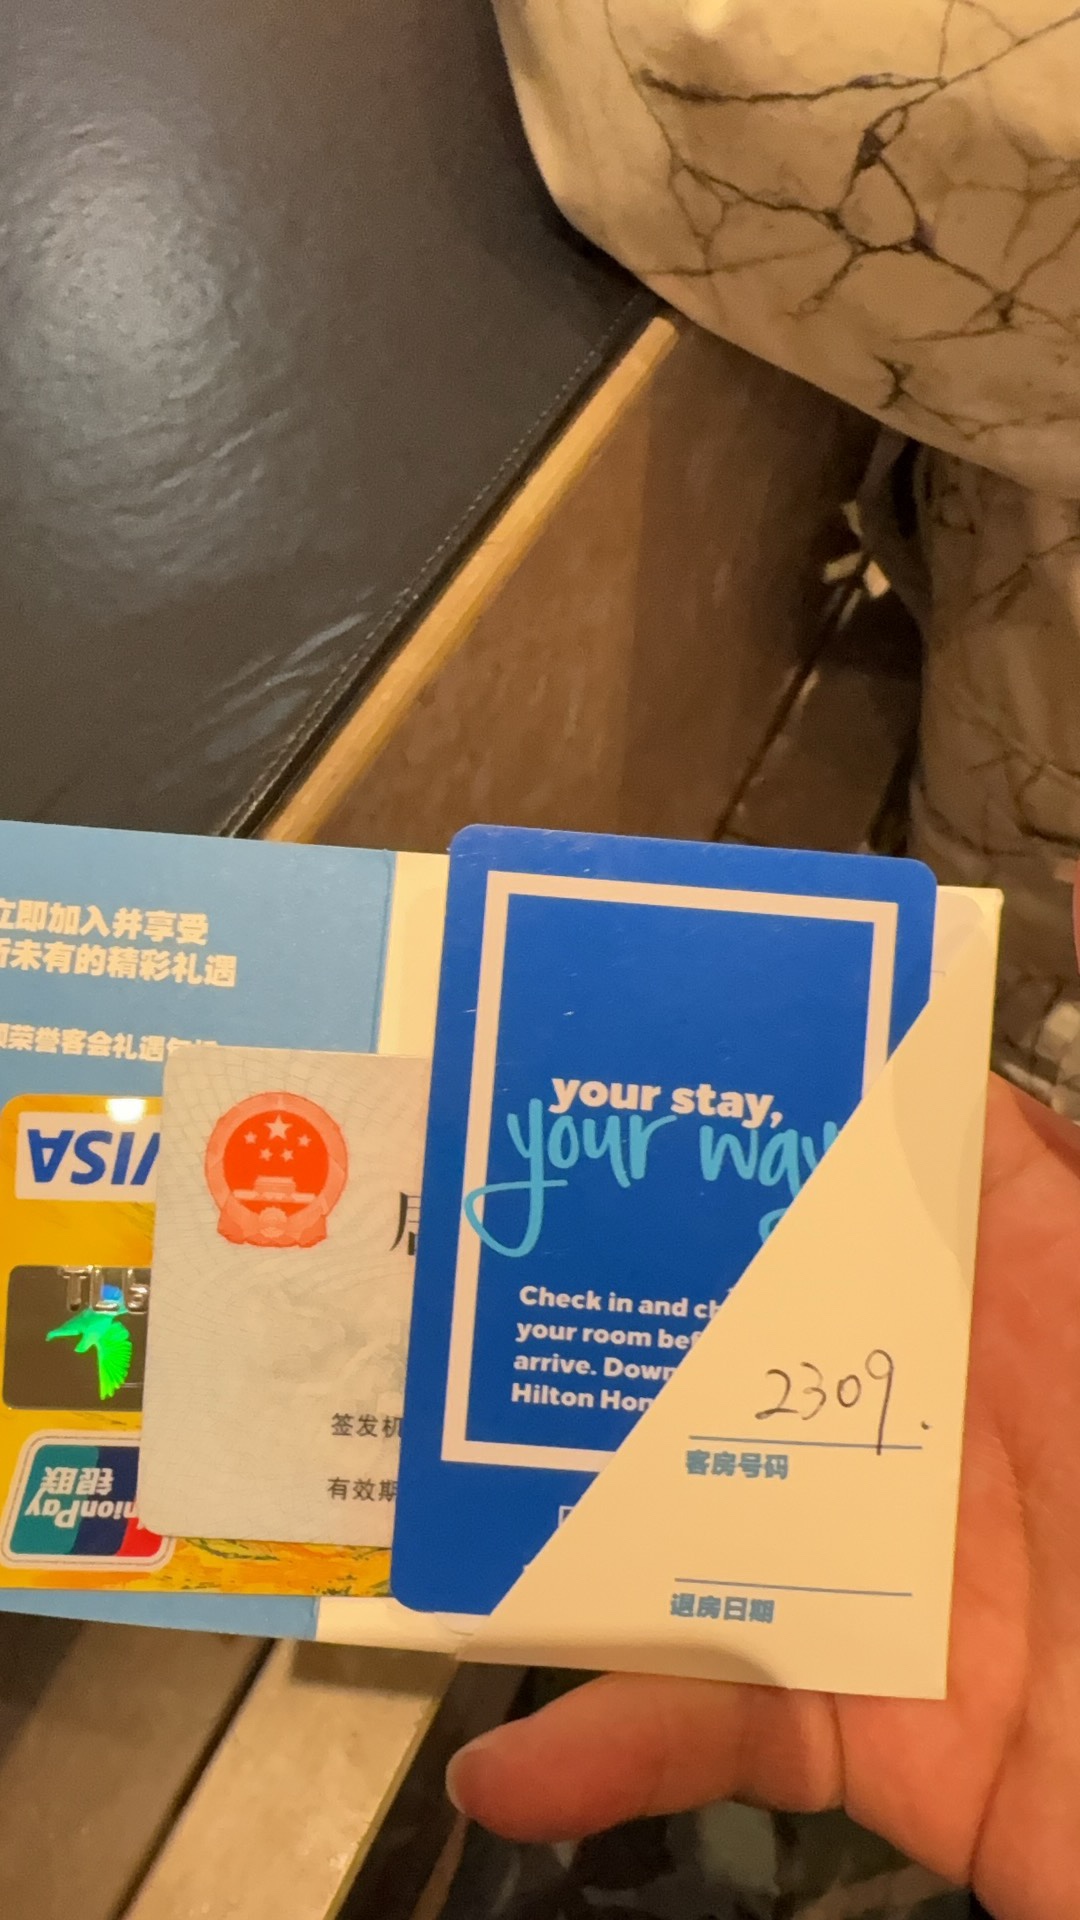 立即加入并享受
未有的精彩礼遇
荣誉客会礼遇
VISA
UnionPay
银联
签发机
有效期
your stay,
your way
Check in and ch
your room bef
arrive. Down
Hilton Hon
2309.
客房号码
退房日期